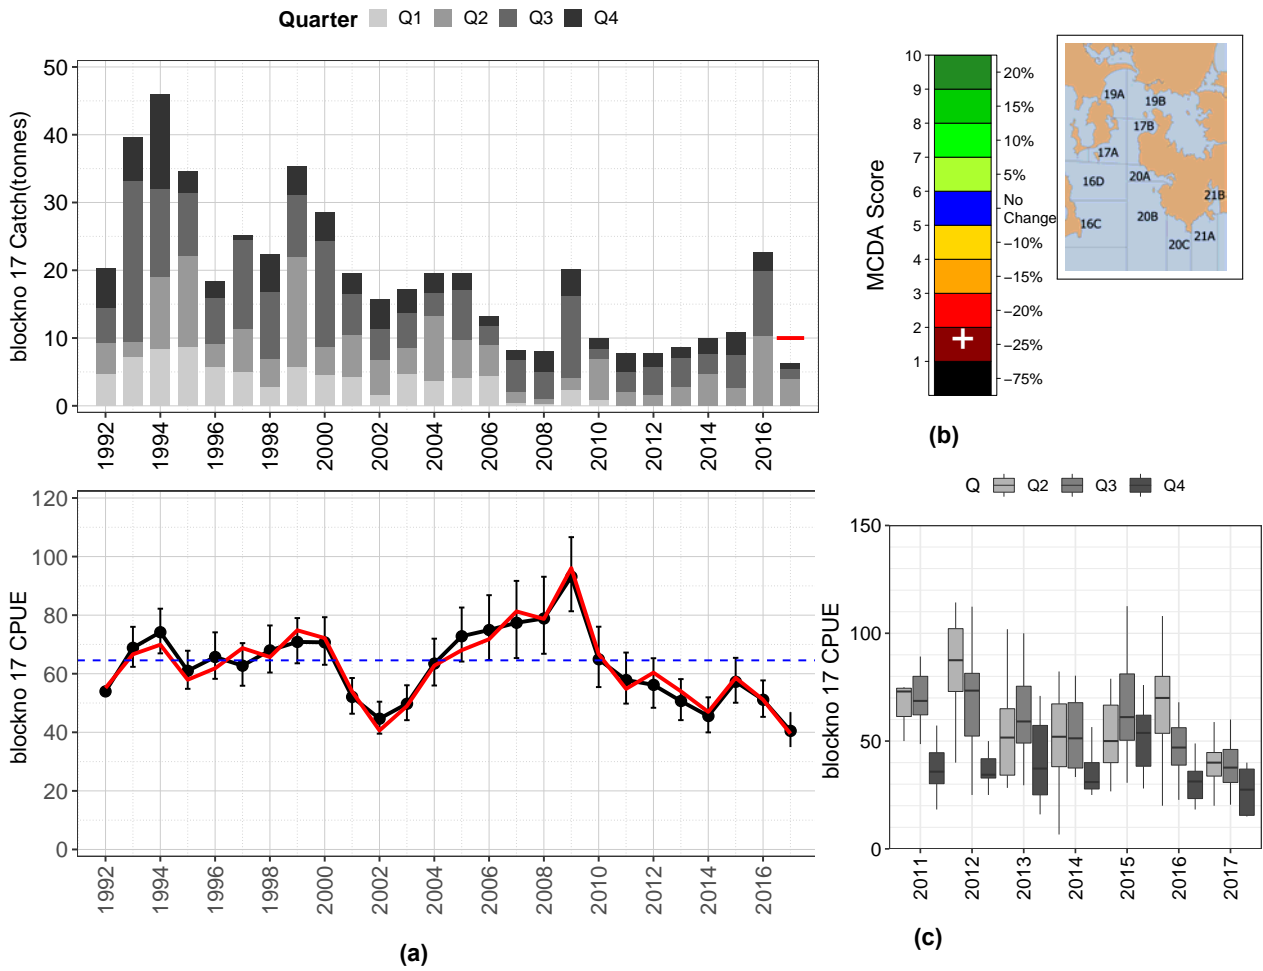 Quarter Q1 Q2 Q3 Q4
blockno 17 Catch(tonnes)
50
40
30
20
10
0
1992 1994 1996 1998 2000 2002 2004 2006 2008 2010 2012 2014 2016
blockno 17 CPUE
120
100
80
60
40
20
0
1992 1994 1996 1998 2000 2002 2004 2006 2008 2010 2012 2014 2016
(a)
MCDA Score
10
9
8
7
6
5
4
3
2
1
20%
15%
10%
5%
No
Change
−10%
−15%
−20%
−25%
−75%
(b)
19A
19B
17B
17A
20A
16D
21B
20B
16C
21A
20C
Q Q2 Q3 Q4
blockno 17 CPUE
150
100
50
0
2011 2012 2013 2014 2015 2016 2017
(c)